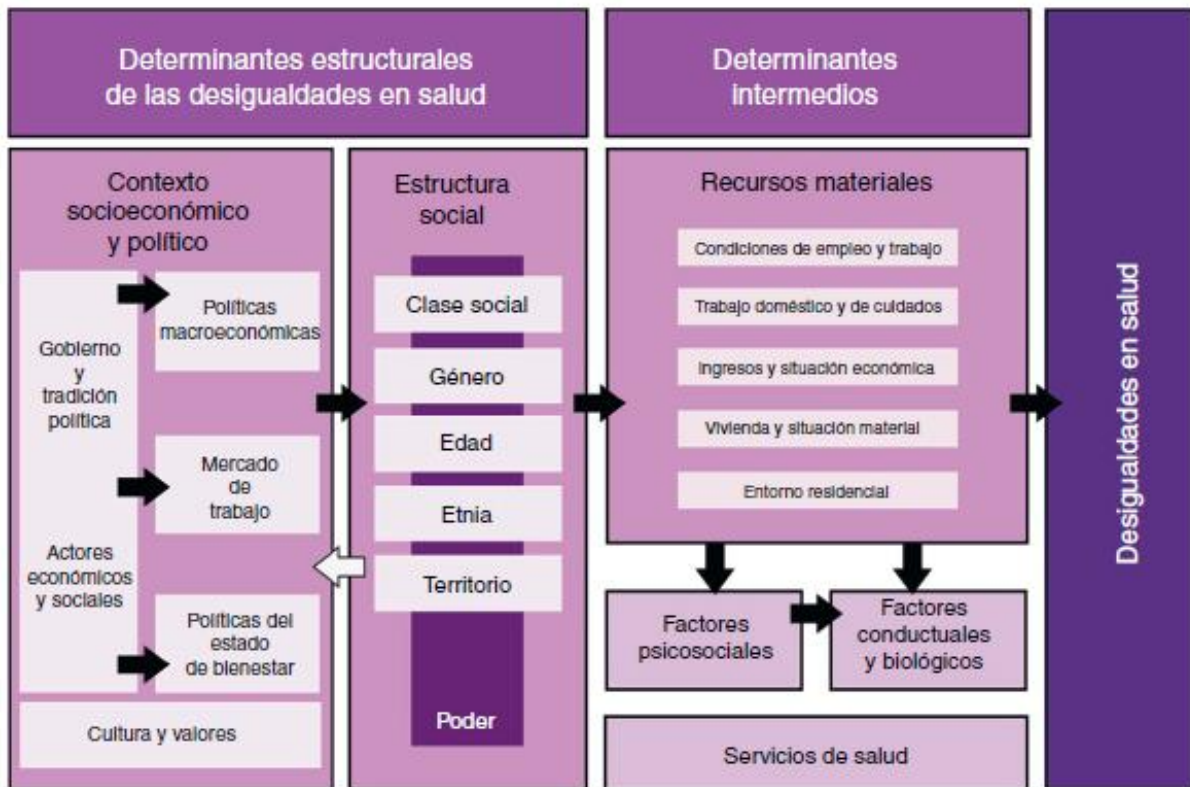 Determinantes estructurales
de las desigualdades en salud
Determinantes
intermedios
Contexto
socioeconómico
y político
Gobierno
y
tradición
política
Actores
económicos
y sociales
Políticas
macroeconómicas
Mercado
de
trabajo
Políticas del
estado
de bienestar
Cultura y valores
Estructura
social
Clase social
Género
Edad
Etnia
Territorio
Poder
Recursos materiales
Condiciones de empleo y trabajo
Trabajo doméstico y de cuidados
Ingresos y situación económica
Vivienda y situación material
Entorno residencial
Factores
psicosociales
Factores
conductuales
y biológicos
Servicios de salud
Desigualdades en salud